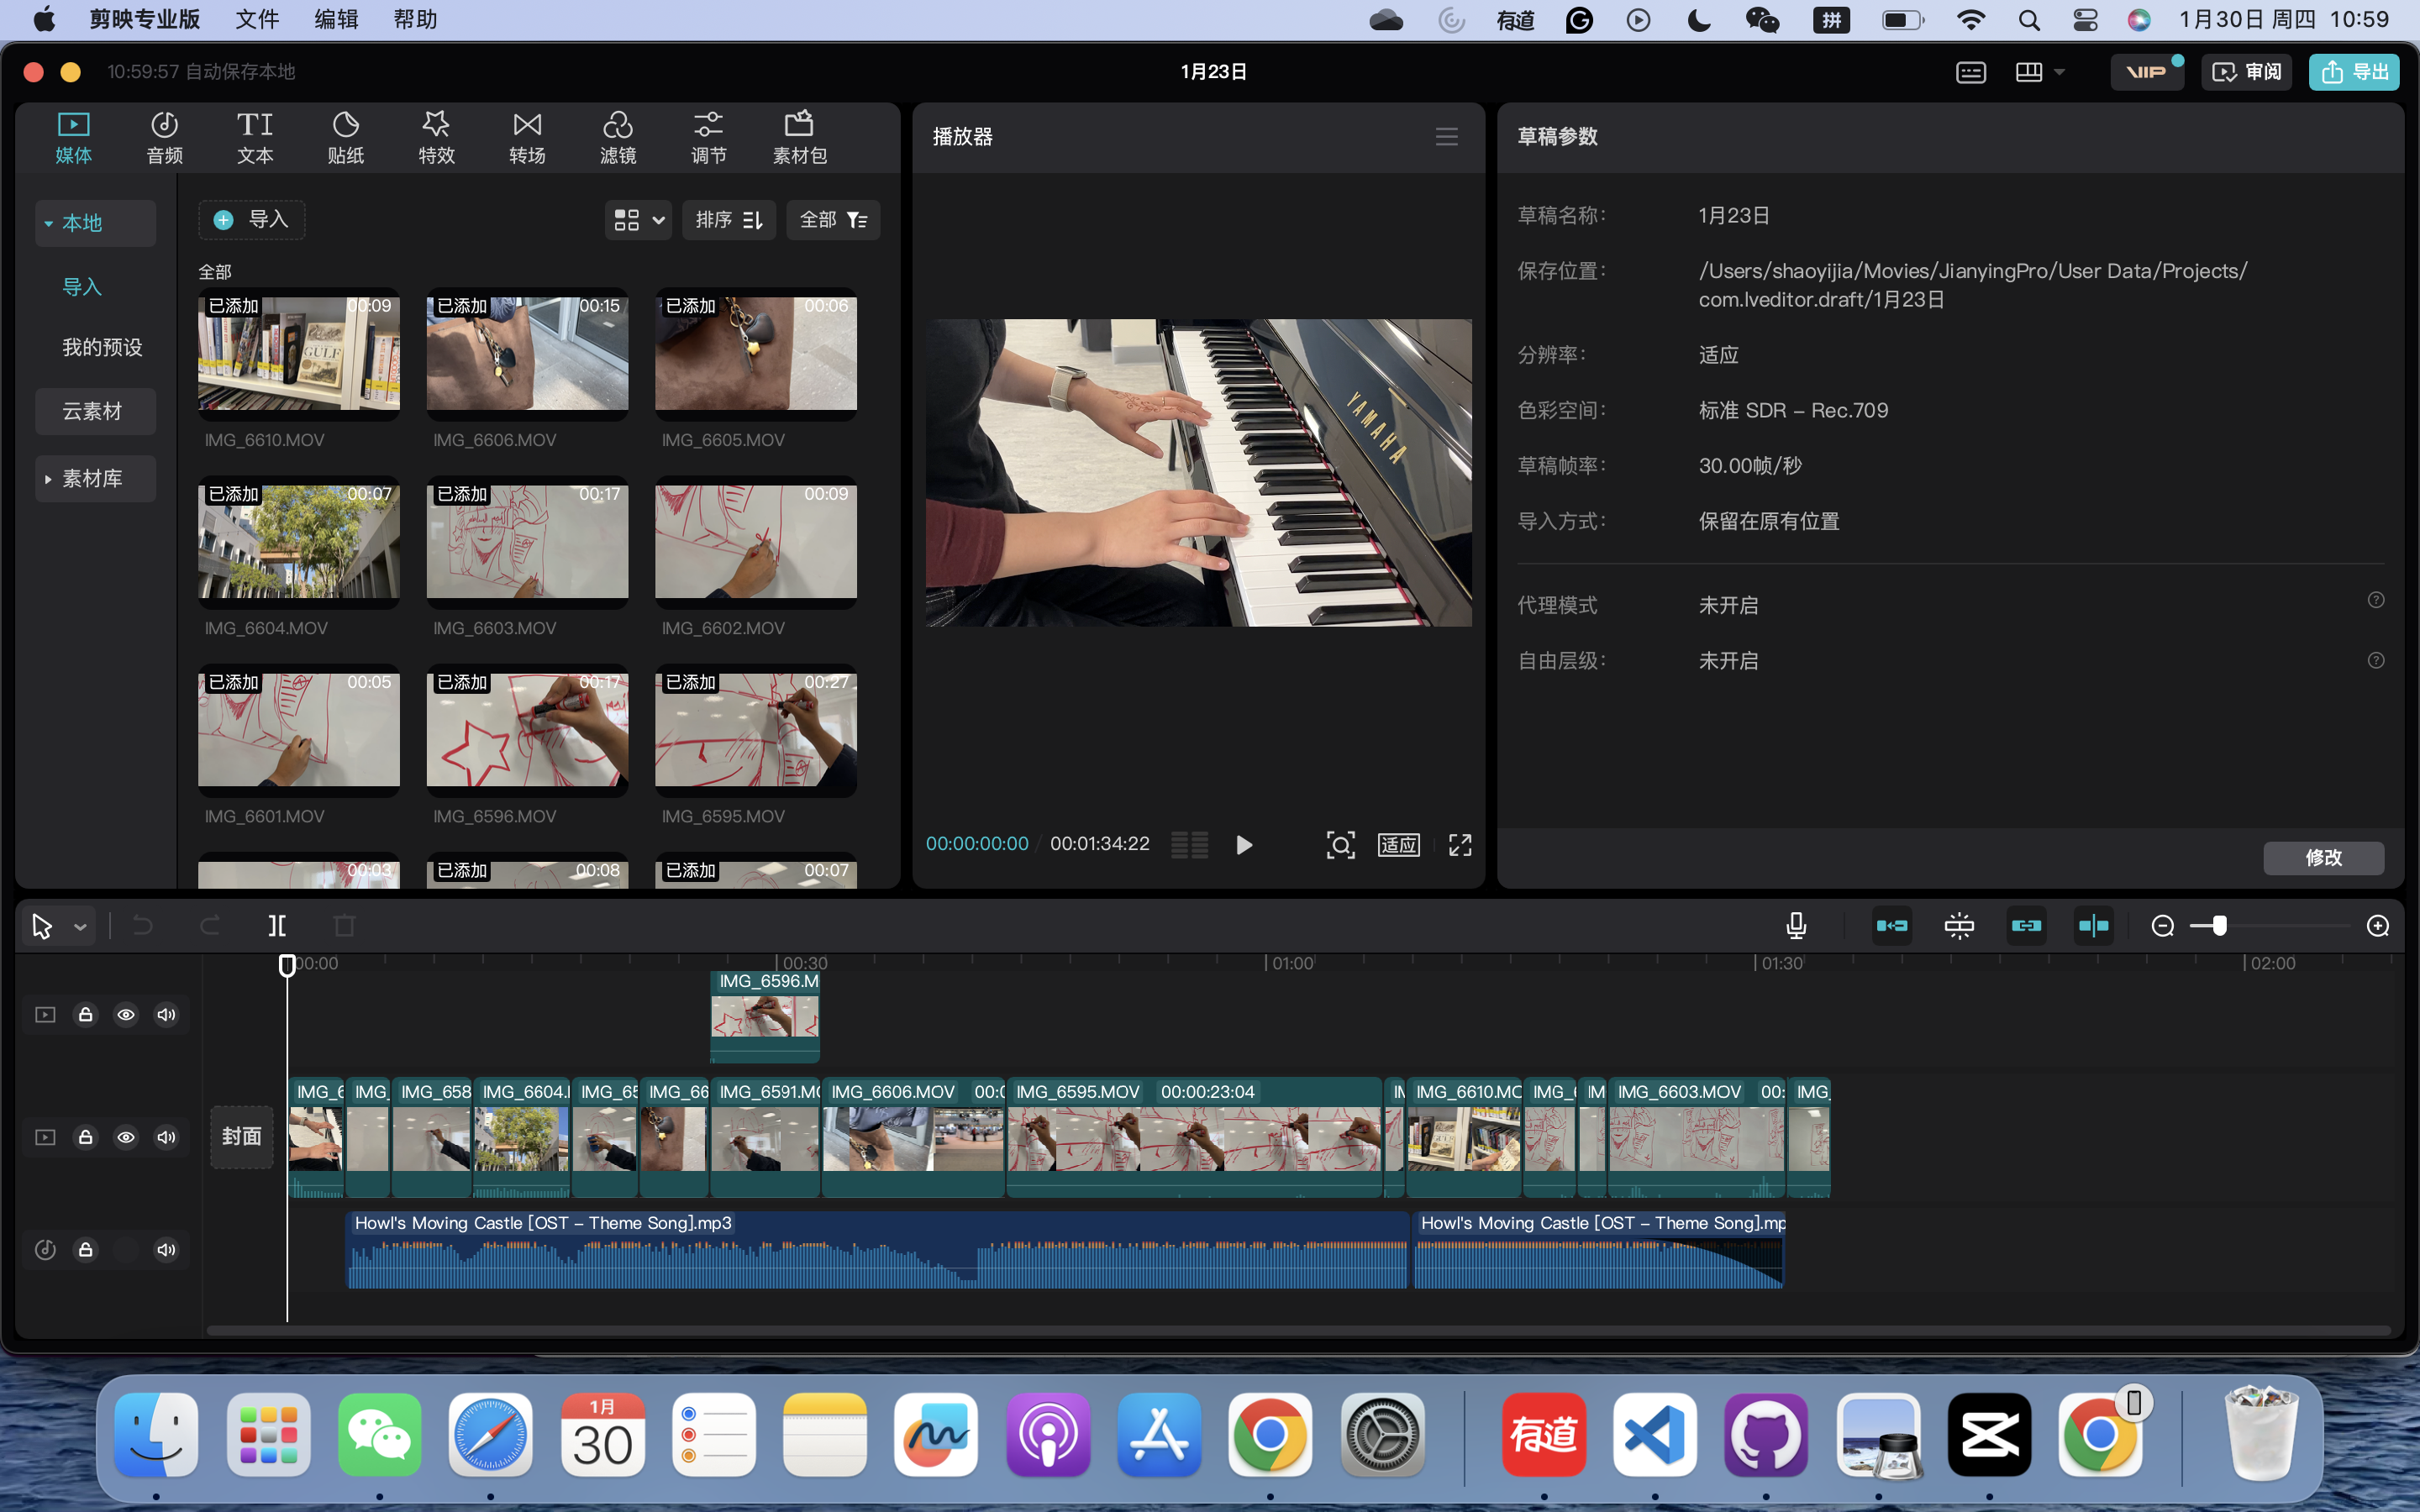 剪映专业版 文件 编辑 帮助
有道 拼 1月30日 周四 10:59
10:59:57 自动保存本地
1月23日
VIP 审阅 导出
媒体 音频 文本 贴纸 特效 转场 滤镜 调节 素材包
本地
导入
我的预设
云素材
素材库
导入 排序 全部
全部
已添加 00:09 已添加 00:15 已添加 00:06
GULF
IMG_6610.MOV IMG_6606.MOV IMG_6605.MOV
已添加 00:07 已添加 00:17 00:09
IMG_6604.MOV IMG_6603.MOV IMG_6602.MOV
已添加 00:05 已添加 00:17 已添加 00:27
IMG_6601.MOV IMG_6596.MOV IMG_6595.MOV
00:03 已添加 00:08 已添加 00:07
播放器
YAMAHA
00:00:00:00 / 00:01:34:22 适应
草稿参数
草稿名称： 1月23日
保存位置： /Users/shaoyijia/Movies/JianyingPro/User Data/Projects/
com.lveditor.draft/1月23日
分辨率： 适应
色彩空间： 标准 SDR – Rec.709
草稿帧率： 30.00帧/秒
导入方式： 保留在原有位置
代理模式 未开启
自由层级： 未开启
修改
00:00 00:30 01:00 01:30 02:00
IMG_6596.M
封面
IMG_6 IMG_ IMG_658 IMG_6604. IMG_65 IMG_66 IMG_6591.MO IMG_6606.MOV 00:0 IMG_6595.MOV 00:00:23:04 IMG_6610.MO IMG_6 IM IMG_6603.MOV 00: IMG_
Howl's Moving Castle [OST – Theme Song].mp3 Howl's Moving Castle [OST – Theme Song].mp
1月
30
有道